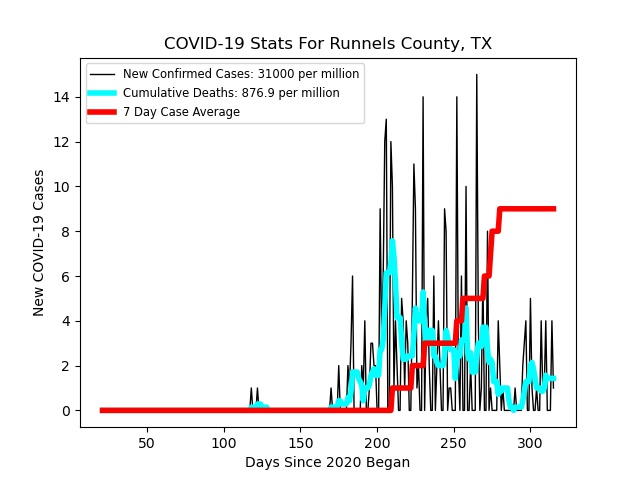 COVID-19 Stats For Runnels County, TX
New Confirmed Cases: 31000 per million
Cumulative Deaths: 876.9 per million
7 Day Case Average
New COVID-19 Cases
14
12
10
8
6
4
2
0
50 100 150 200 250 300
Days Since 2020 Began